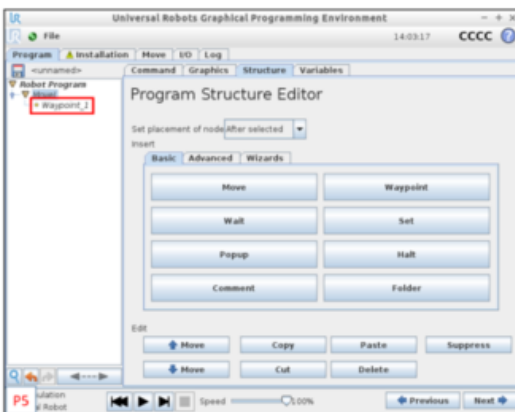 Universal Robots Graphical Programming Environment
File 14:03:17 CCCC
Program Installation Move I/O Log
<unnamed> Command Graphics Structure Variables
Robot Program
Waypoint_1
Program Structure Editor
Set placement of node After selected
Insert
Basic Advanced Wizards
Move Waypoint
Wait Set
Popup Halt
Comment Folder
Edit
Move Copy Paste Suppress
Move Cut Delete
Speed 100%
Previous Next
P5
Robot